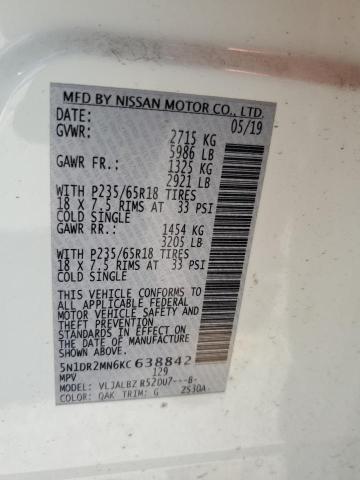 MFD BY NISSAN MOTOR CO., LTD.
DATE: 05/19
GVWR: 2715 KG
5986 LB
GAWR FR.: 1325 KG
2921 LB
WITH P235/65R18 TIRES
18 X 7.5 RIMS AT 33 PSI
COLD SINGLE
GAWR RR.: 1454 KG
3205 LB
WITH P235/65R18 TIRES
18 X 7.5 RIMS AT 33 PSI
COLD SINGLE
THIS VEHICLE CONFORMS TO
ALL APPLICABLE FEDERAL
MOTOR VEHICLE SAFETY
STANDARDS IN EFFECT ON
THE DATE OF MANUFACTURE
SHOWN ABOVE.
5N1DR2MN6KC638842
MPV 129
MODEL: VLJALBZ R52DU7---B-
COLOR: QAK TRIM: G ZS30A